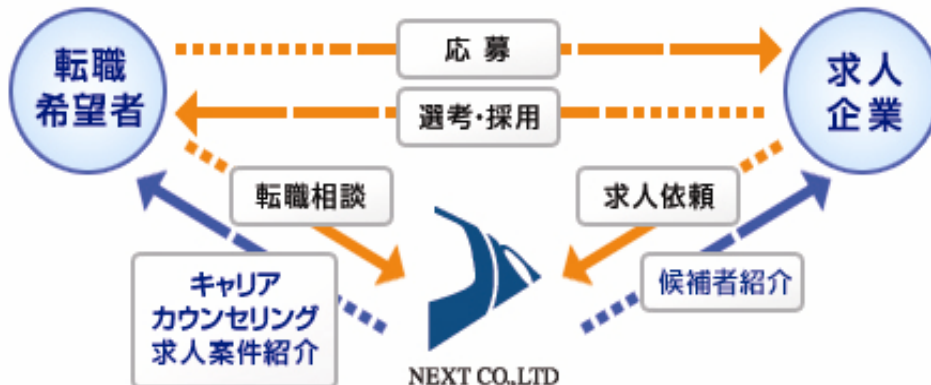 転職
希望者
応募
求人
企業
選考・採用
転職相談
求人依頼
キャリア
カウンセリング
求人案件紹介
候補者紹介
NEXT CO.,LTD